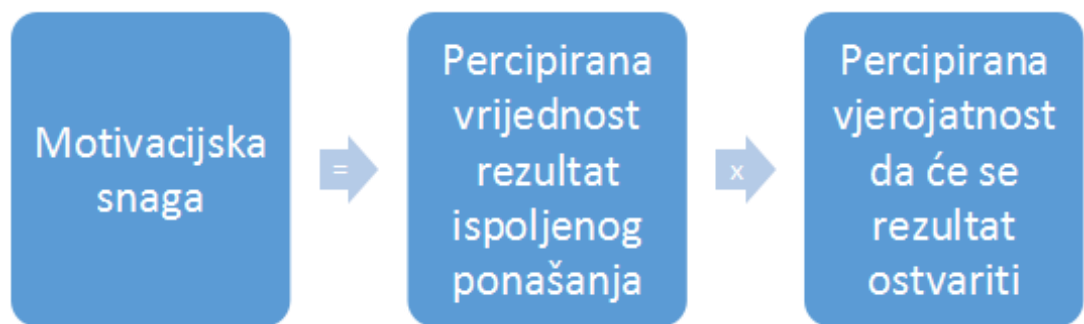 Motivacijska
snaga
=
Percipirana
vrijednost
rezultat
ispoljenog
ponašanja
x
Percipirana
vjerojatnost
da će se
rezultat
ostvariti